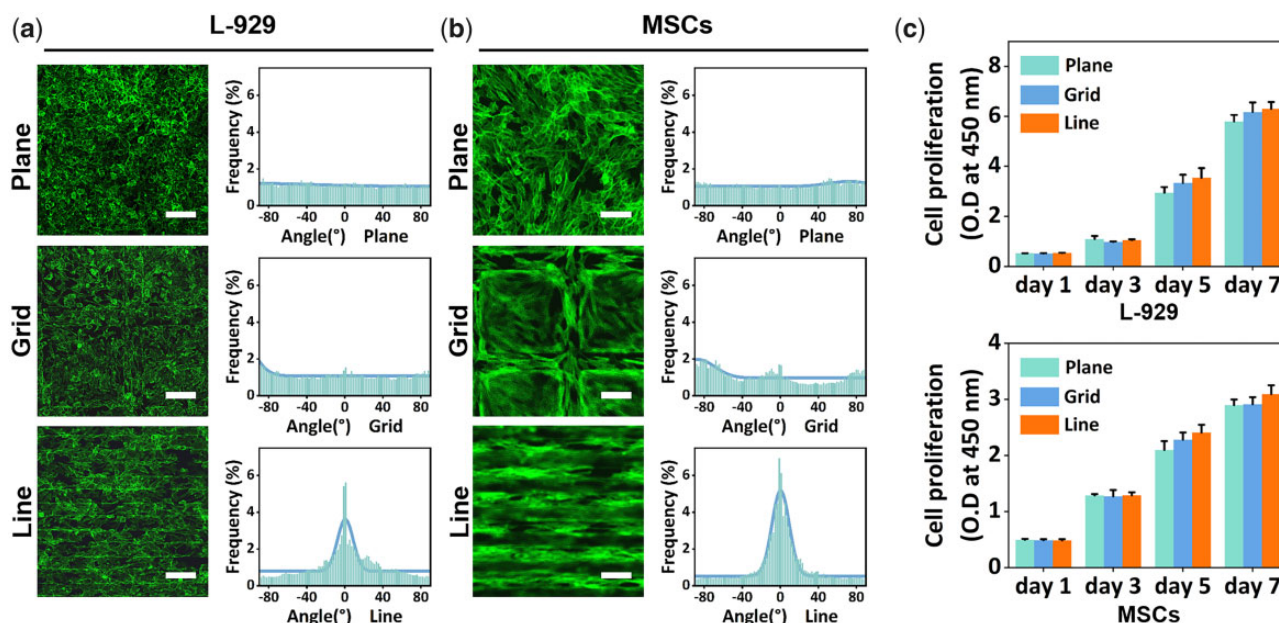 (a) L-929 (b) MSCs (c)
Plane
Frequency (%)
6
4
2
0
-80 -40 0 40 80
Angle(°) Plane
Grid
Frequency (%)
6
4
2
0
-80 -40 0 40 80
Angle(°) Grid
Line
Frequency (%)
6
4
2
0
-80 -40 0 40 80
Angle(°) Line
Plane
Frequency (%)
6
4
2
0
-80 -40 0 40 80
Angle(°) Plane
Grid
Frequency (%)
6
4
2
0
-80 -40 0 40 80
Angle(°) Grid
Line
Frequency (%)
6
4
2
0
-80 -40 0 40 80
Angle(°) Line
Cell proliferation
(O.D at 450 nm)
8
6
4
2
0
Plane
Grid
Line
day 1 day 3 day 5 day 7
L-929
Cell proliferation
(O.D at 450 nm)
4
3
2
1
0
Plane
Grid
Line
day 1 day 3 day 5 day 7
MSCs